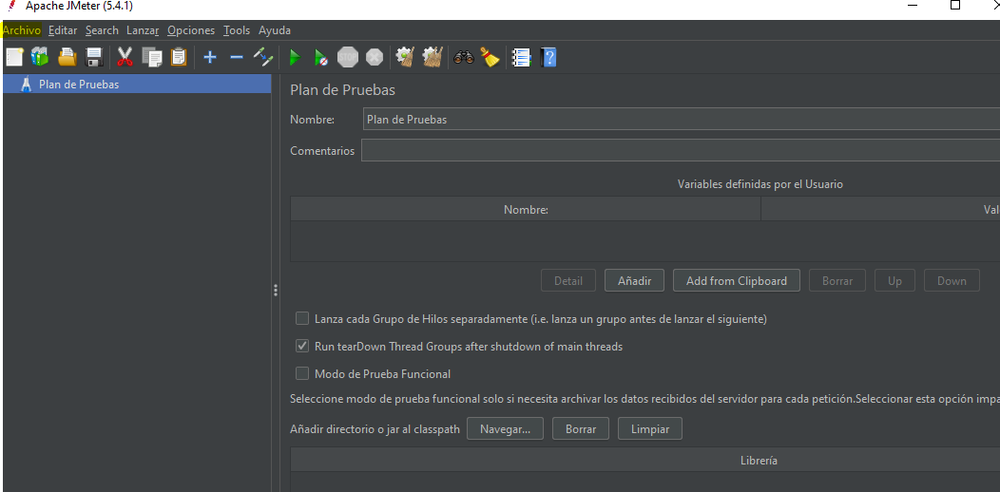 Apache JMeter (5.4.1)
Archivo Editar Search Lanzar Opciones Tools Ayuda
STOP
Plan de Pruebas
Plan de Pruebas
Nombre: Plan de Pruebas
Comentarios
Variables definidas por el Usuario
Nombre: Val
Detail Añadir Add from Clipboard Borrar Up Down
Lanza cada Grupo de Hilos separadamente (i.e. lanza un grupo antes de lanzar el siguiente)
Run tearDown Thread Groups after shutdown of main threads
Modo de Prueba Funcional
Seleccione modo de prueba funcional solo si necesita archivar los datos recibidos del servidor para cada petición.Seleccionar esta opción impa
Añadir directorio o jar al classpath Navegar... Borrar Limpiar
Librería